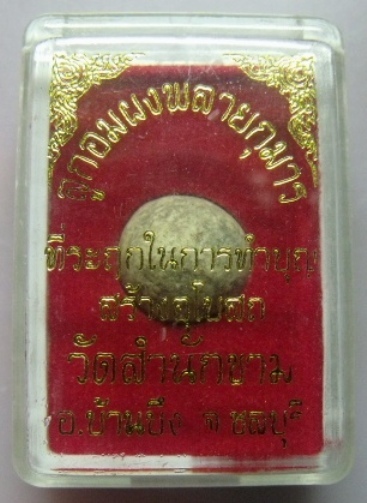 ลูกอมผงพลายกุมาร
ที่ระฤกในการทำบุญ
สร้างอุโบสถ
วัดสำนักขาม
อ.บ้านบึง จ.ชลบุรี